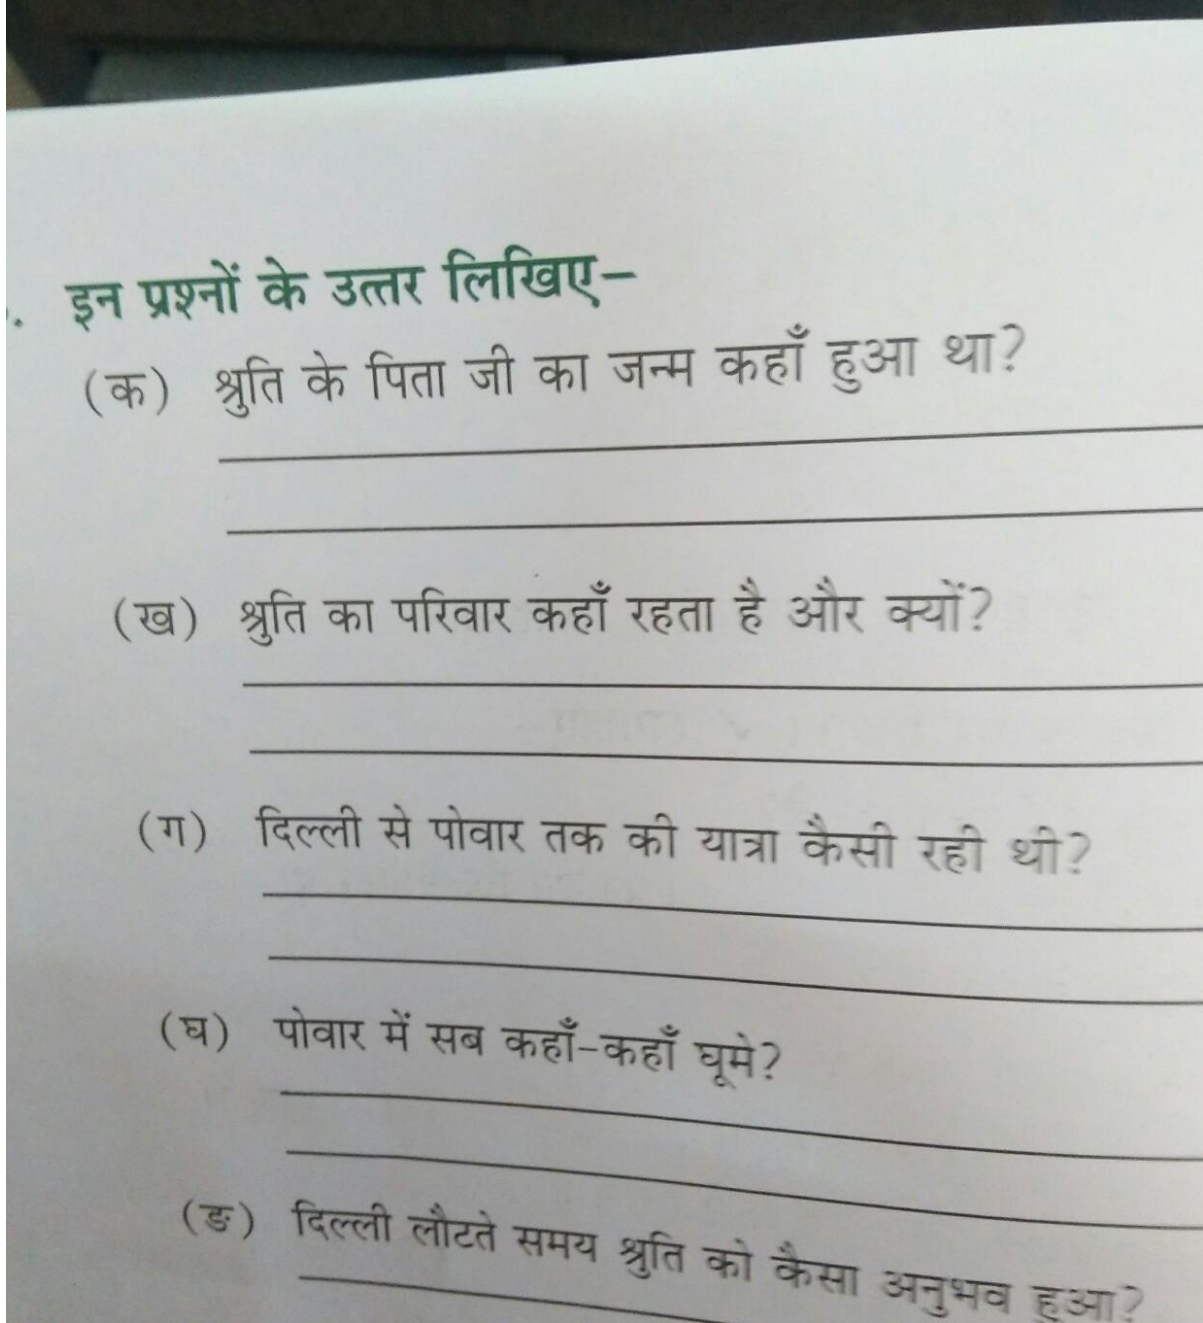 इन प्रश्नों के उत्तर लिखिए–
(क) श्रुति के पिता जी का जन्म कहाँ हुआ था?
(ख) श्रुति का परिवार कहाँ रहता है और क्यों?
(ग) दिल्ली से पोवार तक की यात्रा कैसी रही थी?
(घ) पोवार में सब कहाँ-कहाँ घूमे?
(ङ) दिल्ली लौटते समय श्रुति को कैसा अनुभव हुआ?